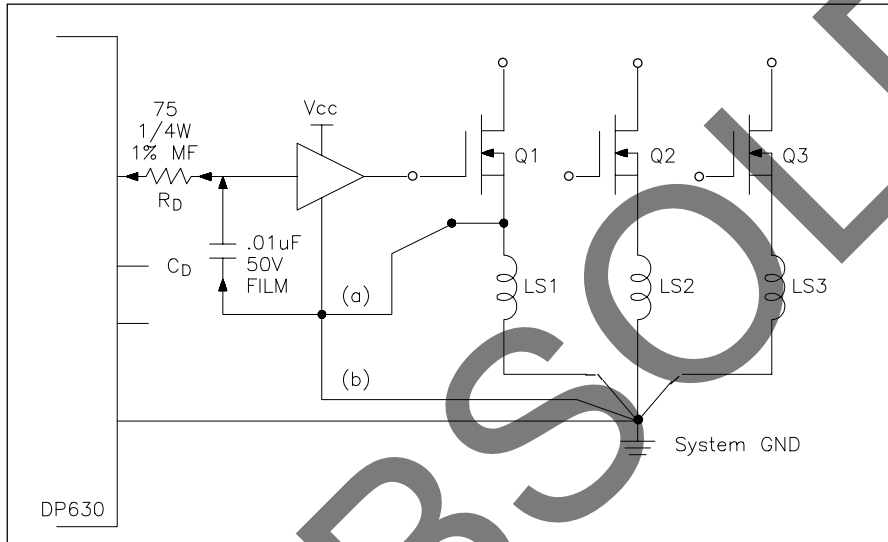 75
1/4W
1% MF
RD
Vcc
Q1
Q2
Q3
.01uF
50V
FILM
CD
(a)
(b)
LS1
LS2
LS3
System GND
DP630